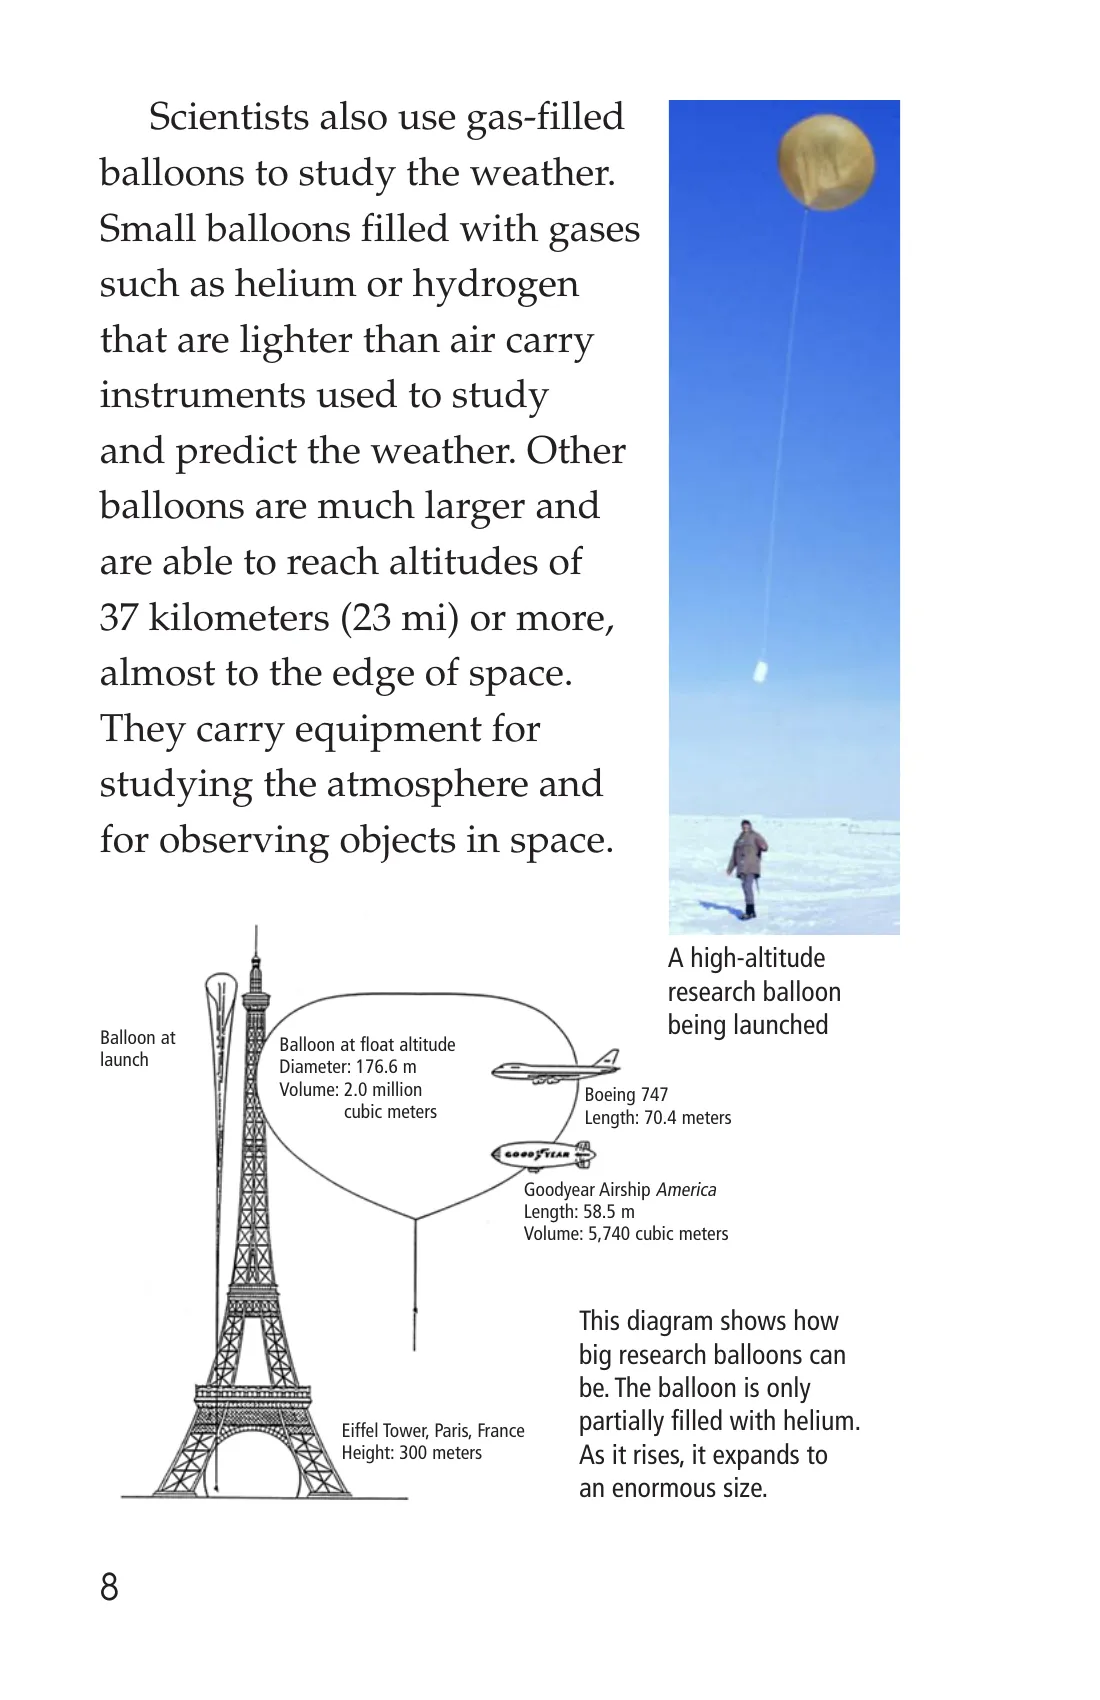 Scientists also use gas-filled
balloons to study the weather.
Small balloons filled with gases
such as helium or hydrogen
that are lighter than air carry
instruments used to study
and predict the weather. Other
balloons are much larger and
are able to reach altitudes of
37 kilometers (23 mi) or more,
almost to the edge of space.
They carry equipment for
studying the atmosphere and
for observing objects in space.
A high-altitude
research balloon
being launched
Balloon at
launch
Balloon at float altitude
Diameter: 176.6 m
Volume: 2.0 million
cubic meters
Boeing 747
Length: 70.4 meters
GOODYEAR
Goodyear Airship America
Length: 58.5 m
Volume: 5,740 cubic meters
This diagram shows how
big research balloons can
be. The balloon is only
partially filled with helium.
As it rises, it expands to
an enormous size.
Eiffel Tower, Paris, France
Height: 300 meters
8